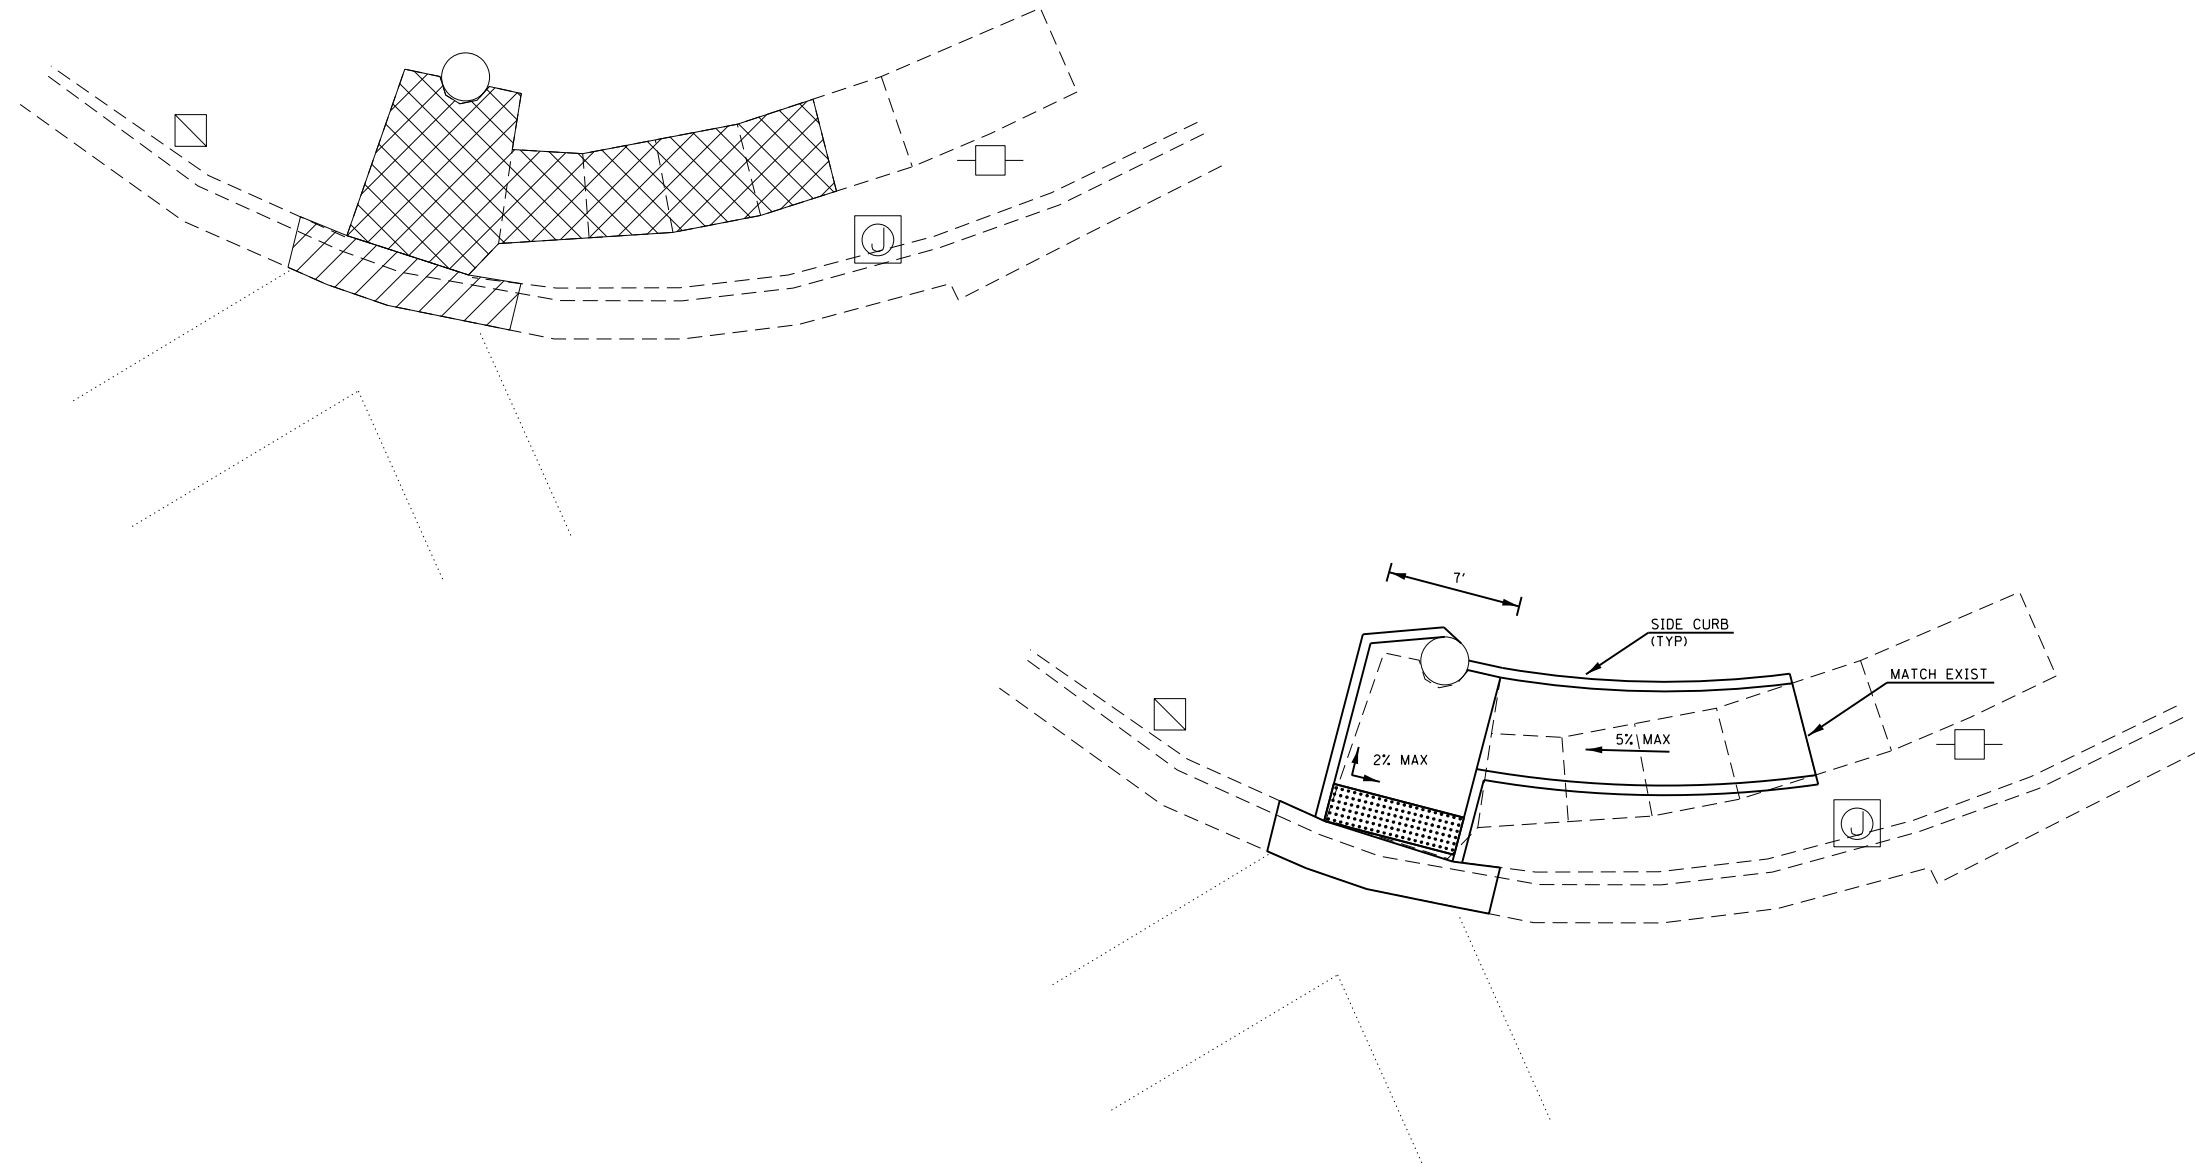 J
7'
SIDE CURB
(TYP)
MATCH EXIST
5% MAX
2% MAX
J